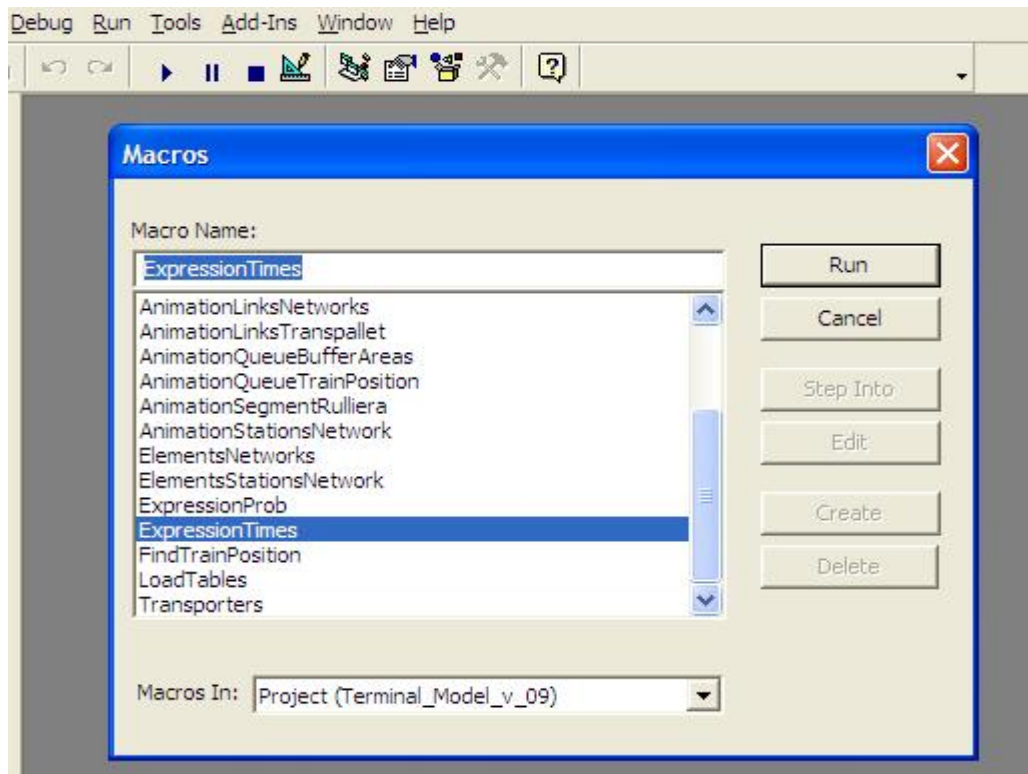 Debug Run Tools Add-Ins Window Help
Macros
Macro Name:
ExpressionTimes
Run
AnimationLinksNetworks
Cancel
AnimationLinksTranspallet
AnimationQueueBufferAreas
AnimationQueueTrainPosition
Step Into
AnimationSegmentRulliera
AnimationStationsNetwork
Edit
ElementsNetworks
ElementsStationsNetwork
ExpressionProb
Create
ExpressionTimes
FindTrainPosition
Delete
LoadTables
Transporters
Macros In: Project (Terminal_Model_v_09)